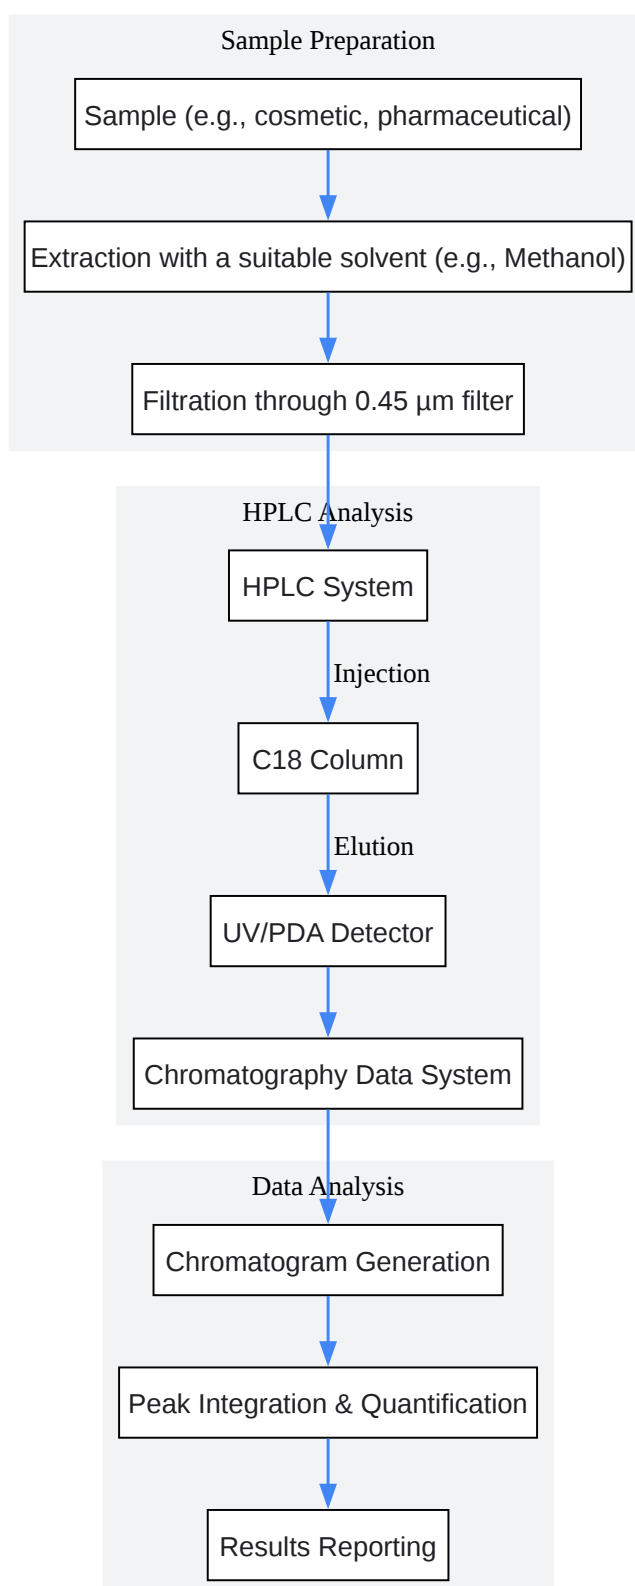 Sample Preparation
Sample (e.g., cosmetic, pharmaceutical)
Extraction with a suitable solvent (e.g., Methanol)
Filtration through 0.45 µm filter
HPLC Analysis
HPLC System
Injection
C18 Column
Elution
UV/PDA Detector
Chromatography Data System
Data Analysis
Chromatogram Generation
Peak Integration & Quantification
Results Reporting